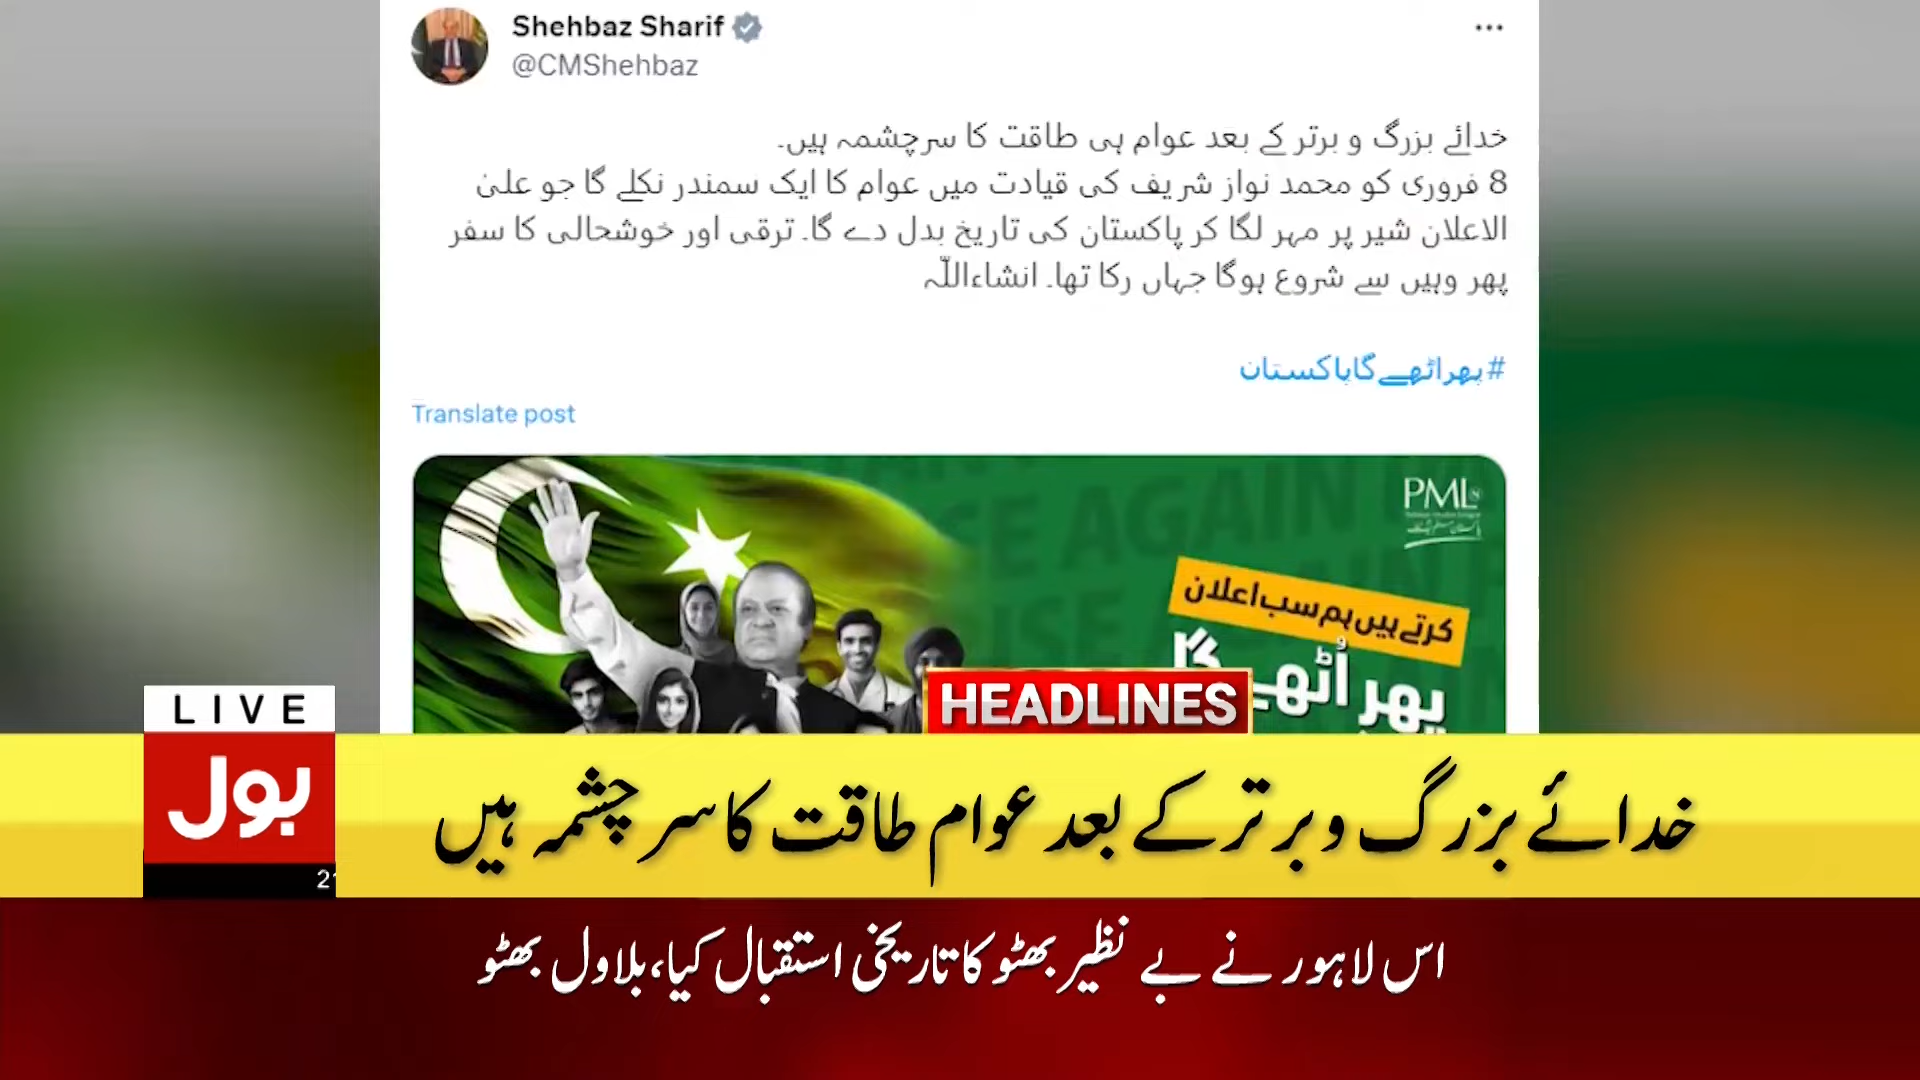 Shehbaz Sharif
@CMShehbaz
خدائے بزرگ و برتر کے بعد عوام ہی طاقت کا سرچشمہ ہیں۔
8 فروری کو محمد نواز شریف کی قیادت میں عوام کا ایک سمندر نکلے گا جو علیٰ
الاعلان شیر پر مہر لگا کر پاکستان کی تاریخ بدل دے گا۔ ترقی اور خوشحالی کا سفر
پھر وہیں سے شروع ہوگا جہاں رکا تھا۔ انشاءاللّہ
#پھراٹھےگاپاکستان
Translate post
PML
AGAIN
کرتے ہیں ہم سب اعلان
پھر اُٹھے گا
HEADLINES
LIVE
بول
خدائے بزرگ و برتر کے بعد عوام طاقت کا سرچشمہ ہیں
اس لاہور نے بے نظیر بھٹو کا تاریخی استقبال کیا، بلاول بھٹو